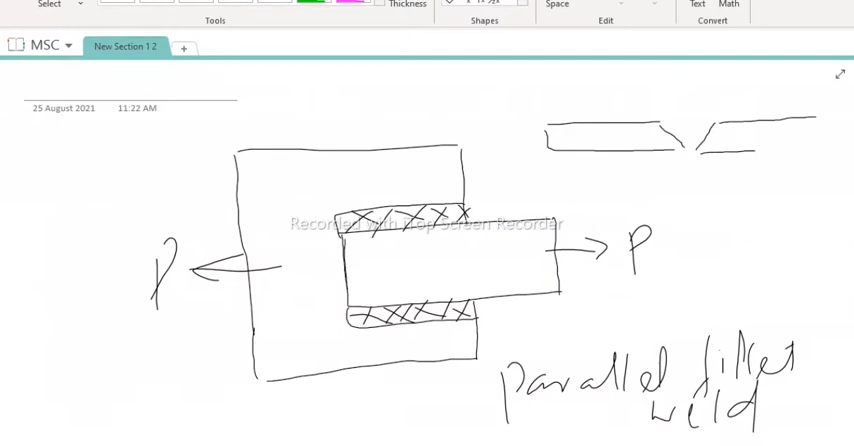 Select
Thickness
Space
Text
Math
Tools
Shapes
Edit
Convert
MSC
New Section 1 2
25 August 2021
11:22 AM
Recorded with iTop Screen Recorder
P
P
parallel fillet
weld